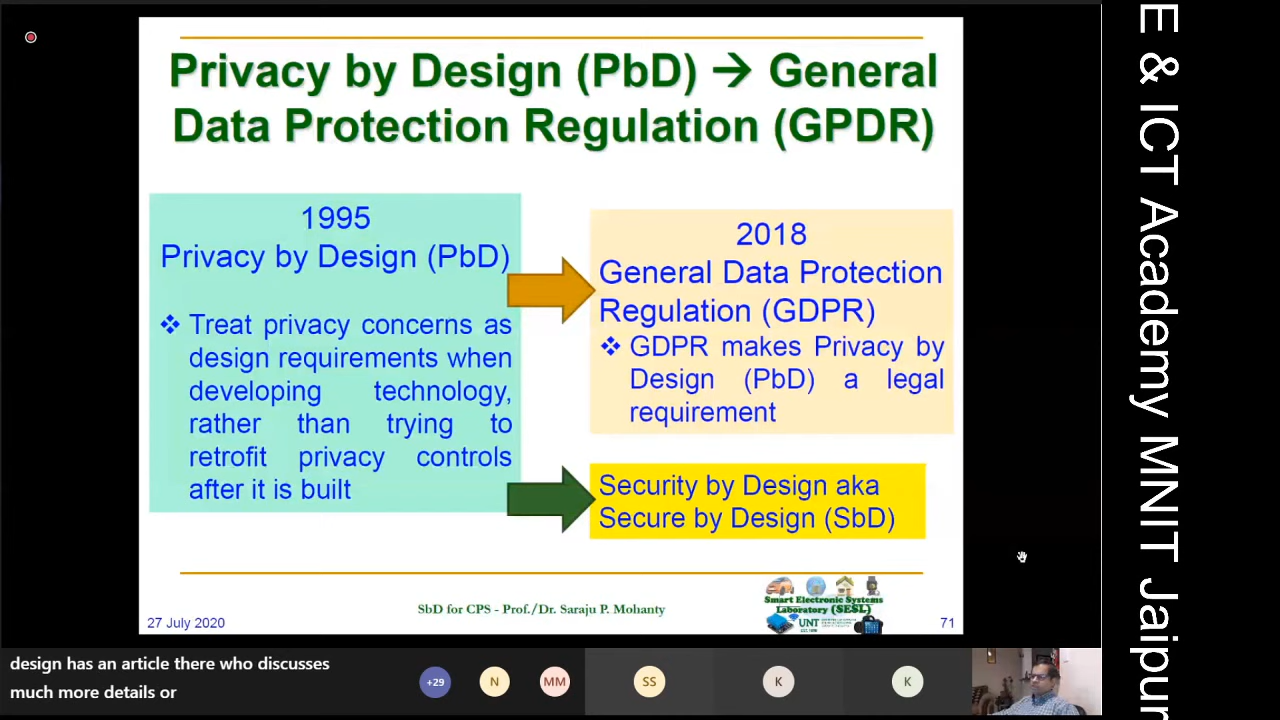 Privacy by Design (PbD) → General
Data Protection Regulation (GPDR)
1995
Privacy by Design (PbD)
❖ Treat privacy concerns as
design requirements when
developing technology,
rather than trying to
retrofit privacy controls
after it is built
2018
General Data Protection
Regulation (GDPR)
❖ GDPR makes Privacy by
Design (PbD) a legal
requirement
Security by Design aka
Secure by Design (SbD)
27 July 2020
SbD for CPS - Prof./Dr. Saraju P. Mohanty
Smart Electronic Systems
Laboratory (SESL)
UNT
71
design has an article there who discusses
much more details or
+29
N
MM
SS
K
K
E & ICT Academy MNIT Jaipur